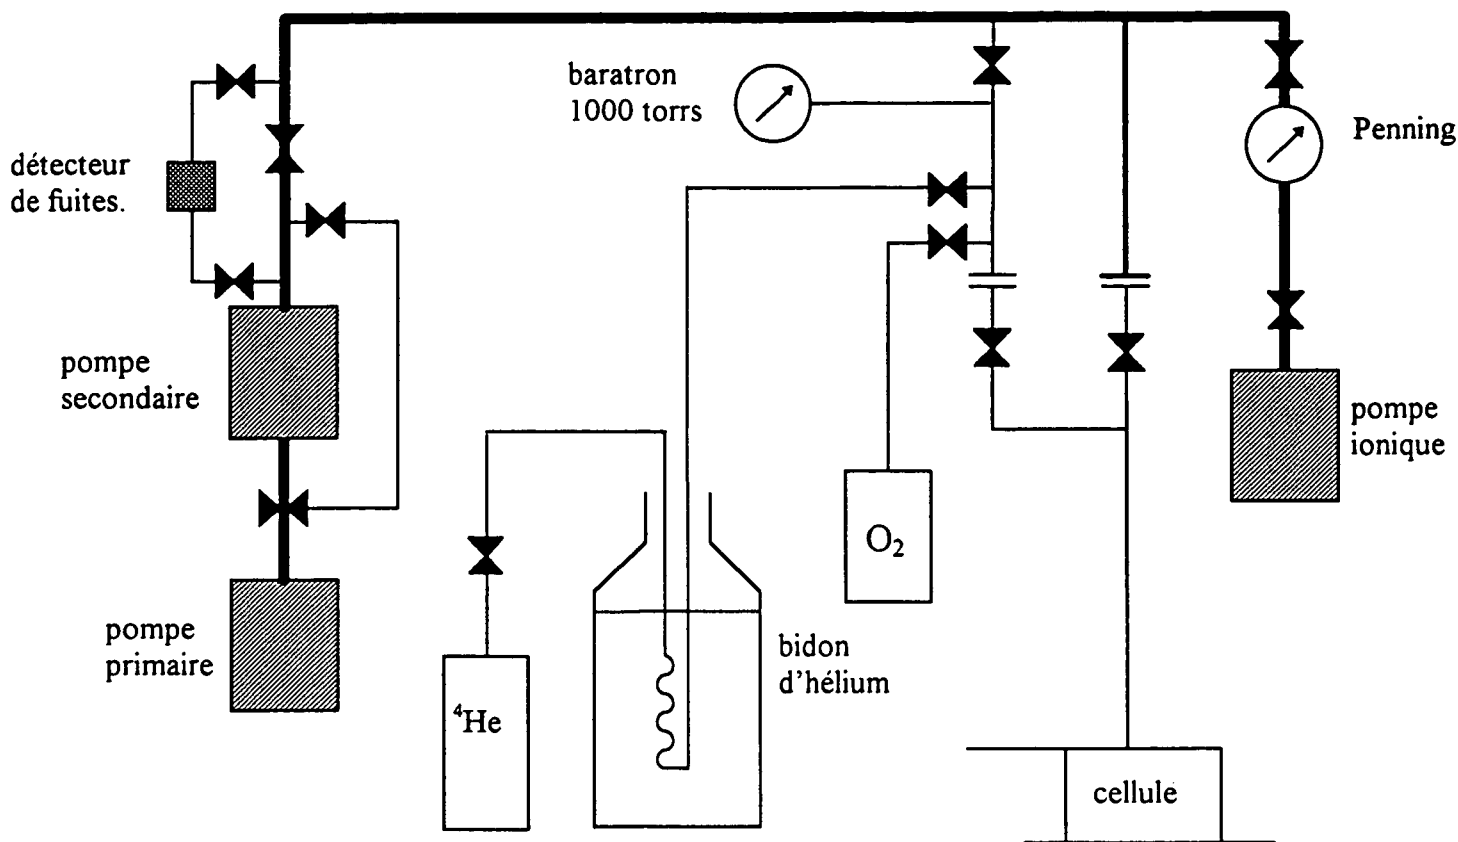 baratron
1000 torrs
Penning
détecteur
de fuites.
pompe
secondaire
pompe
ionique
O₂
pompe
primaire
bidon
d'hélium
⁴He
cellule